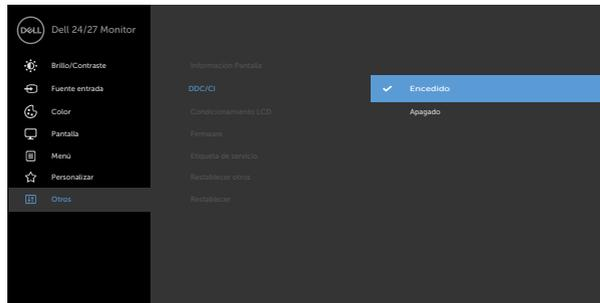 DELL
Dell 24/27 Monitor
Brillo/Contraste
Fuente entrada
Color
Pantalla
Menú
Personalizar
Otros
Información Pantalla
DDC/CI
Condicionamiento LCD
Firmware
Etiqueta de servicio
Restablecer otros
Restablecer
Encedido
Apagado